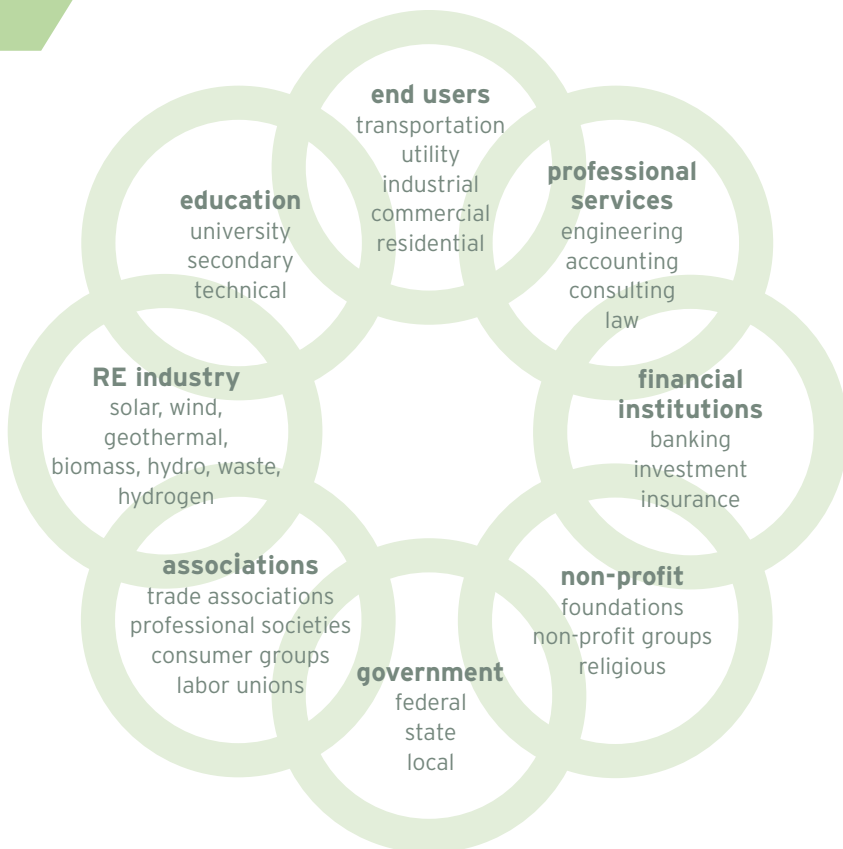 end users
transportation
utility
industrial
commercial
residential
professional
services
engineering
accounting
consulting
law
financial
institutions
banking
investment
insurance
non-profit
foundations
non-profit groups
religious
government
federal
state
local
associations
trade associations
professional societies
consumer groups
labor unions
RE industry
solar, wind,
geothermal,
biomass, hydro, waste,
hydrogen
education
university
secondary
technical